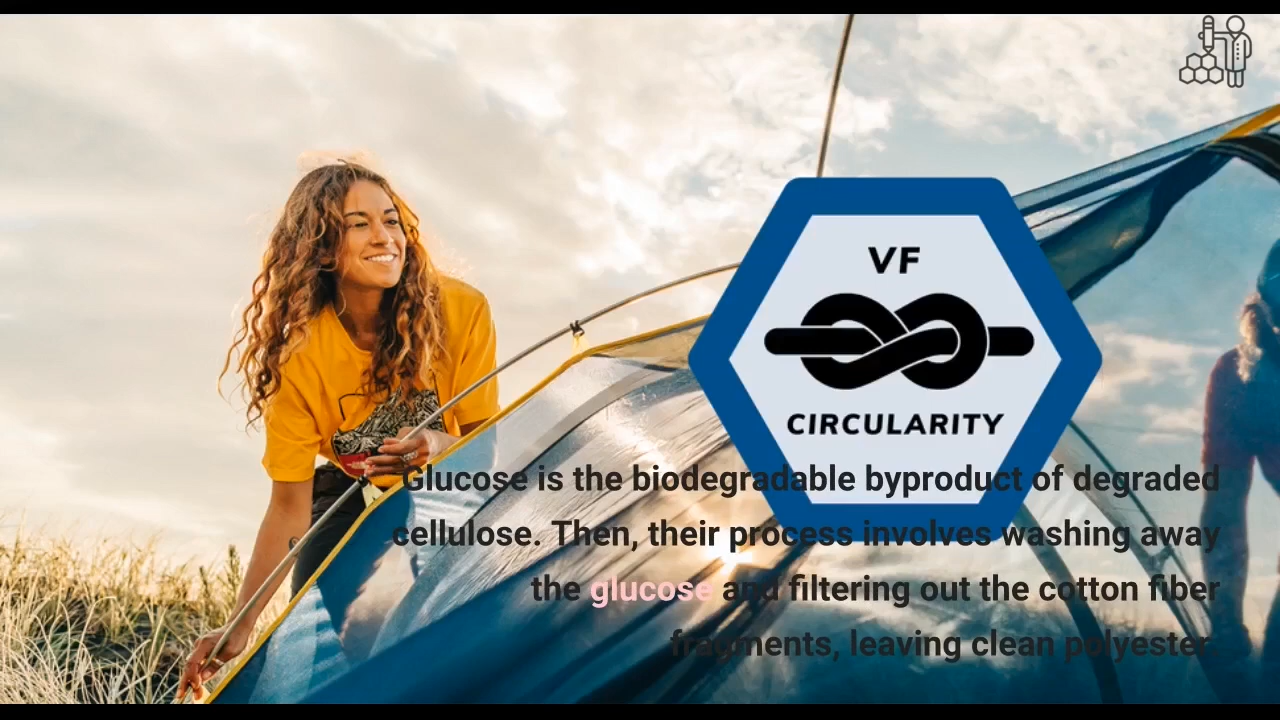 VF
CIRCULARITY
Glucose is the biodegradable byproduct of degraded
cellulose. Then, their process involves washing away
the glucose and filtering out the cotton fiber
fragments, leaving clean polyester.